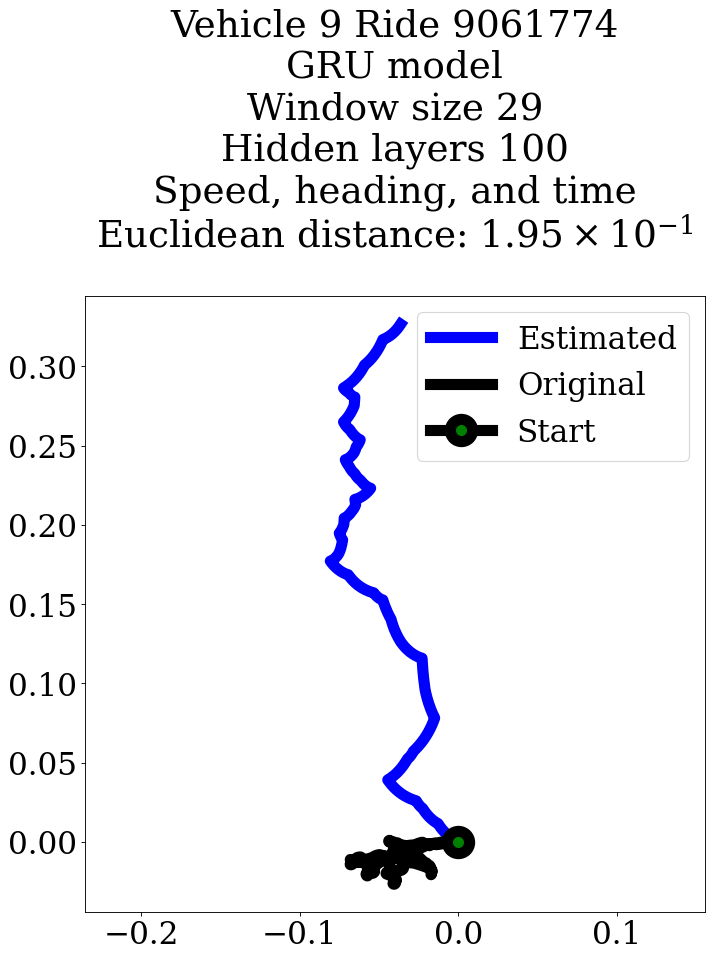 Vehicle 9 Ride 9061774
GRU model
Window size 29
Hidden layers 100
Speed, heading, and time
Euclidean distance: 1.95 × 10⁻¹
Estimated
Original
Start
0.30
0.25
0.20
0.15
0.10
0.05
0.00
−0.2 −0.1 0.0 0.1